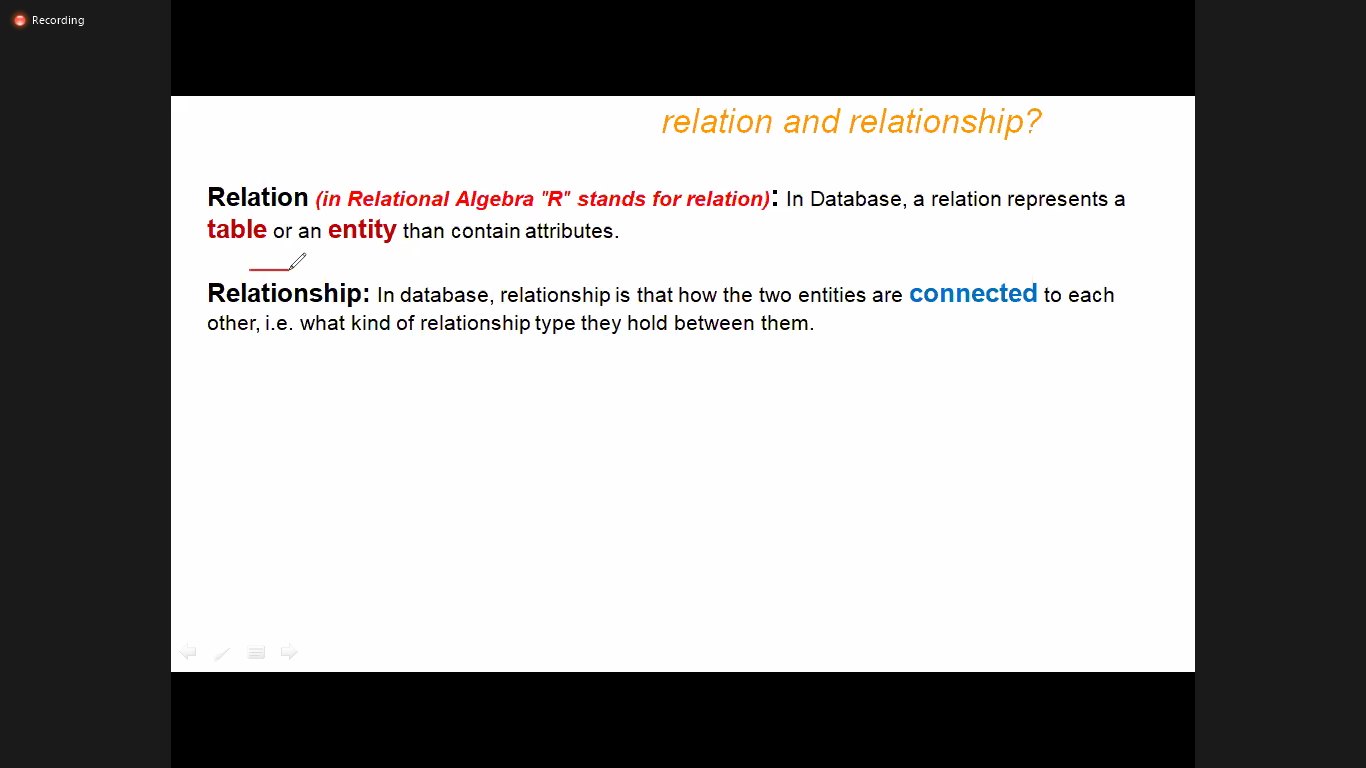 Recording
relation and relationship?
Relation (in Relational Algebra "R" stands for relation): In Database, a relation represents a
table or an entity than contain attributes.
Relationship: In database, relationship is that how the two entities are connected to each
other, i.e. what kind of relationship type they hold between them.